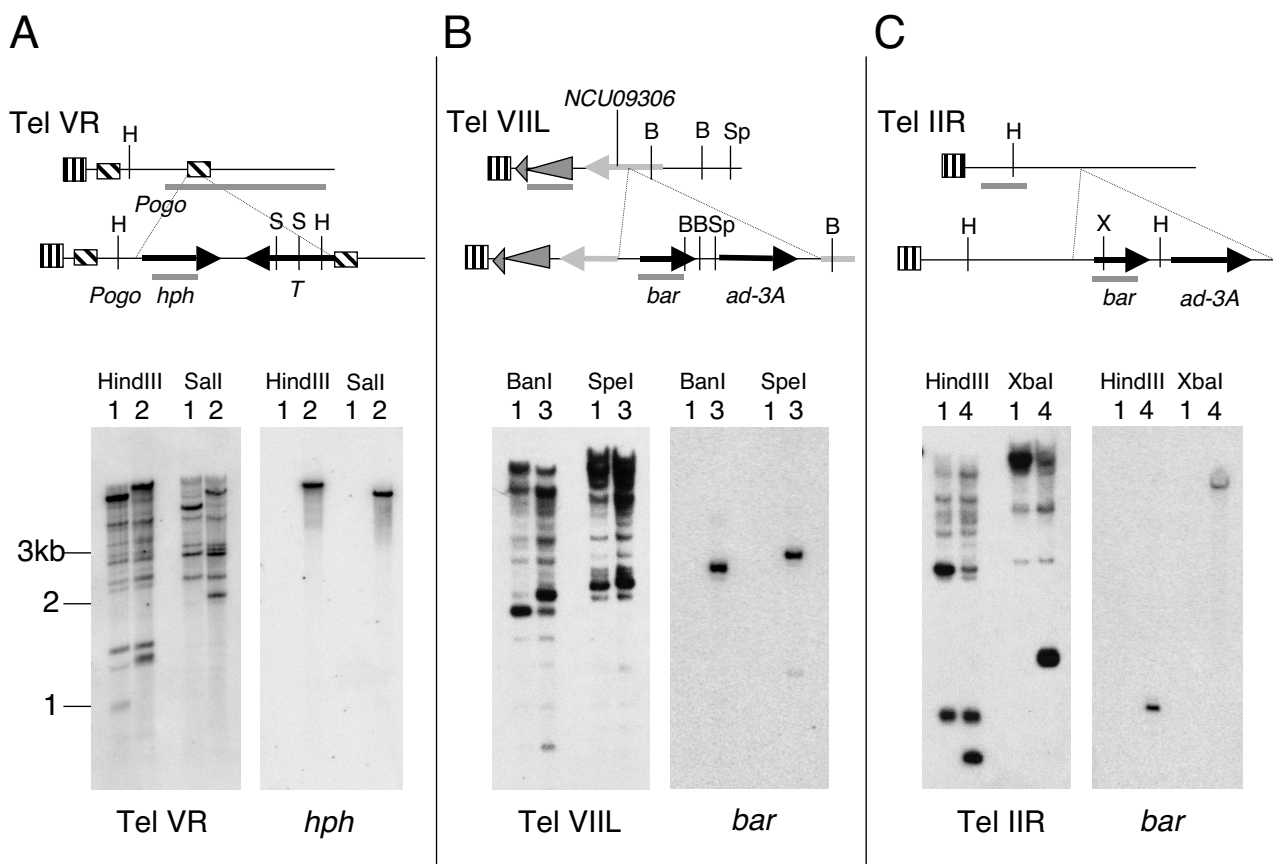 A
B
C
Tel VR
H
Pogo
H
S S H
Pogo
hph
T
HindIII SalI HindIII SalI
1 2 1 2 1 2 1 2
3kb
2
1
Tel VR
hph
NCU09306
Tel VIIL
B B Sp
B B Sp B
bar
ad-3A
BanI SpeI BanI SpeI
1 3 1 3 1 3 1 3
Tel VIIL
bar
Tel IIR
H
H
X H
bar
ad-3A
HindIII XbaI HindIII XbaI
1 4 1 4 1 4 1 4
Tel IIR
bar